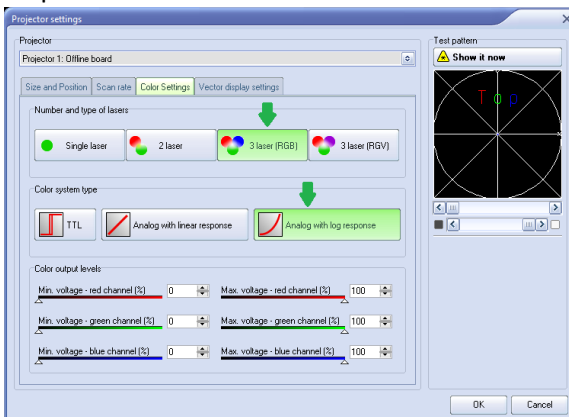 Projector settings
Projector
Projector 1: Offline board
Size and Position Scan rate Color Settings Vector display settings
Number and type of lasers
Single laser 2 laser 3 laser (RGB) 3 laser (RGV)
Color system type
TTL Analog with linear response Analog with log response
Color output levels
Min. voltage - red channel (%) 0 Max. voltage - red channel (%) 100
Min. voltage - green channel (%) 0 Max. voltage - green channel (%) 100
Min. voltage - blue channel (%) 0 Max. voltage - blue channel (%) 100
Test pattern
Show it now
Top
OK Cancel